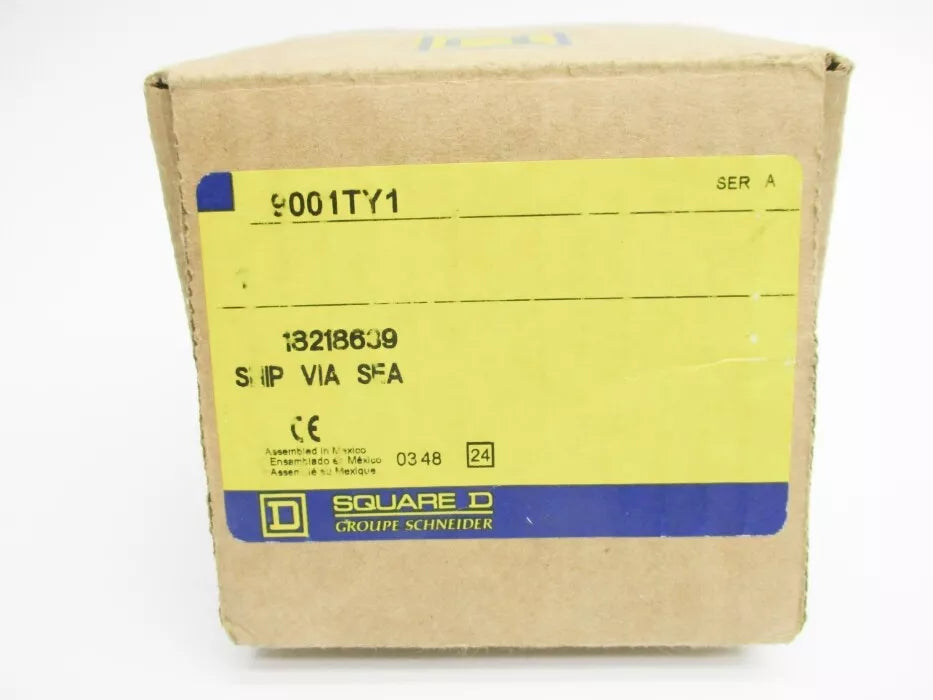 9001TY1
SER A
SHIP VIA SEA
CE
Assembled in Mexico
Ensamblado en México
Assemblé au Mexique
0348
24
D
SQUARE D
GROUPE SCHNEIDER